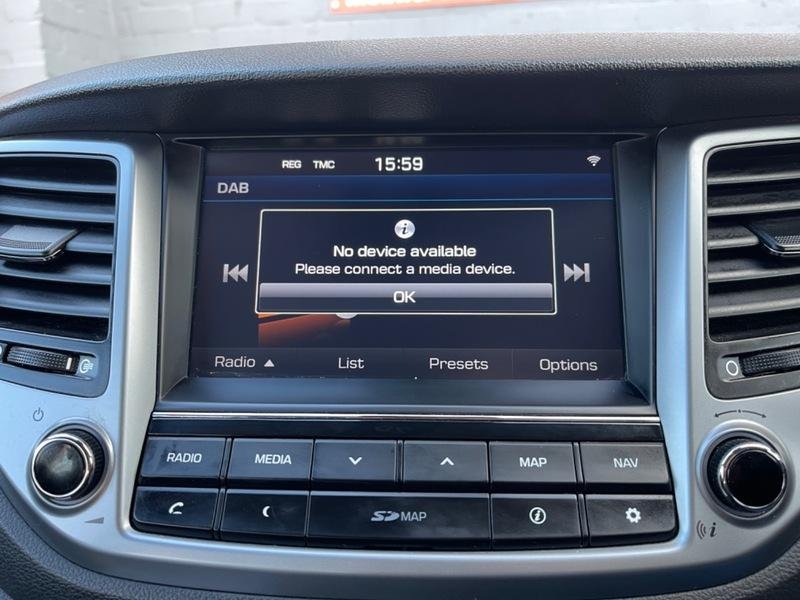 REG TMC 15:59
DAB
No device available
Please connect a media device.
OK
Radio List Presets Options
RADIO MEDIA MAP NAV
SD MAP